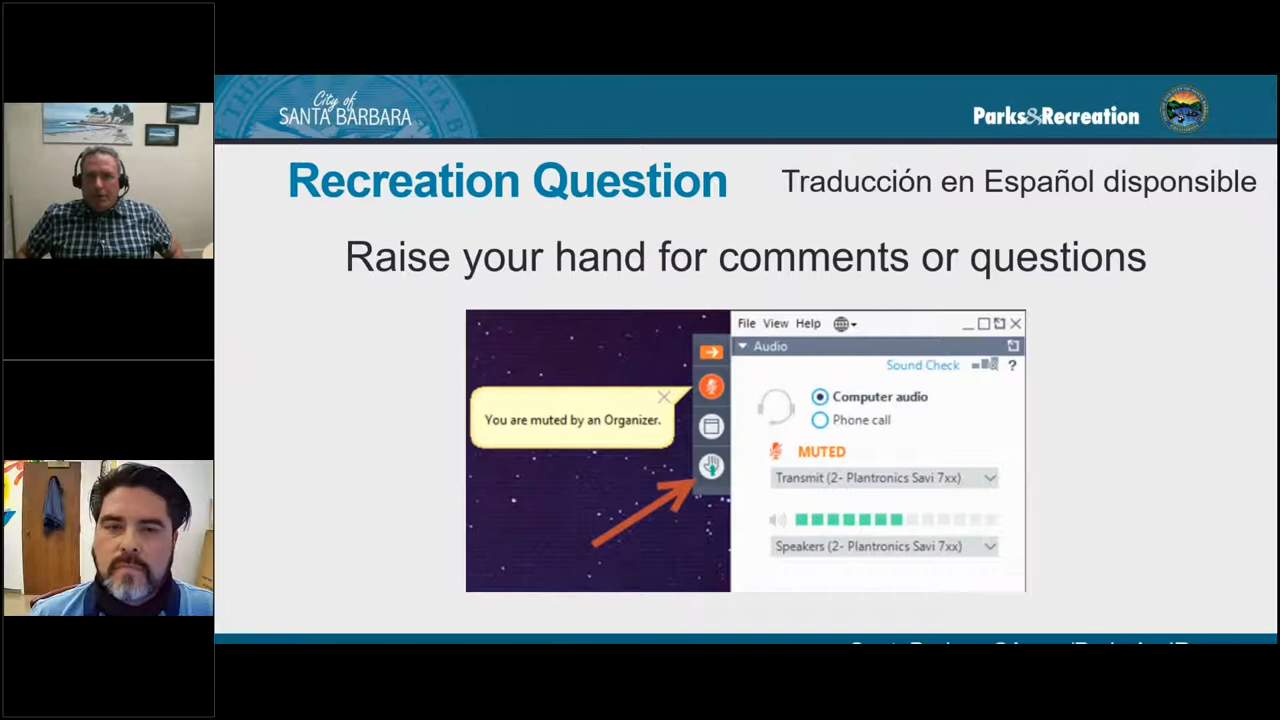 City of
SANTA BARBARA
Parks&Recreation
Recreation Question
Traducción en Español disponsible
Raise your hand for comments or questions
File View Help
Audio
Sound Check
?
You are muted by an Organizer.
Computer audio
Phone call
MUTED
Transmit (2- Plantronics Savi 7xx)
Speakers (2- Plantronics Savi 7xx)